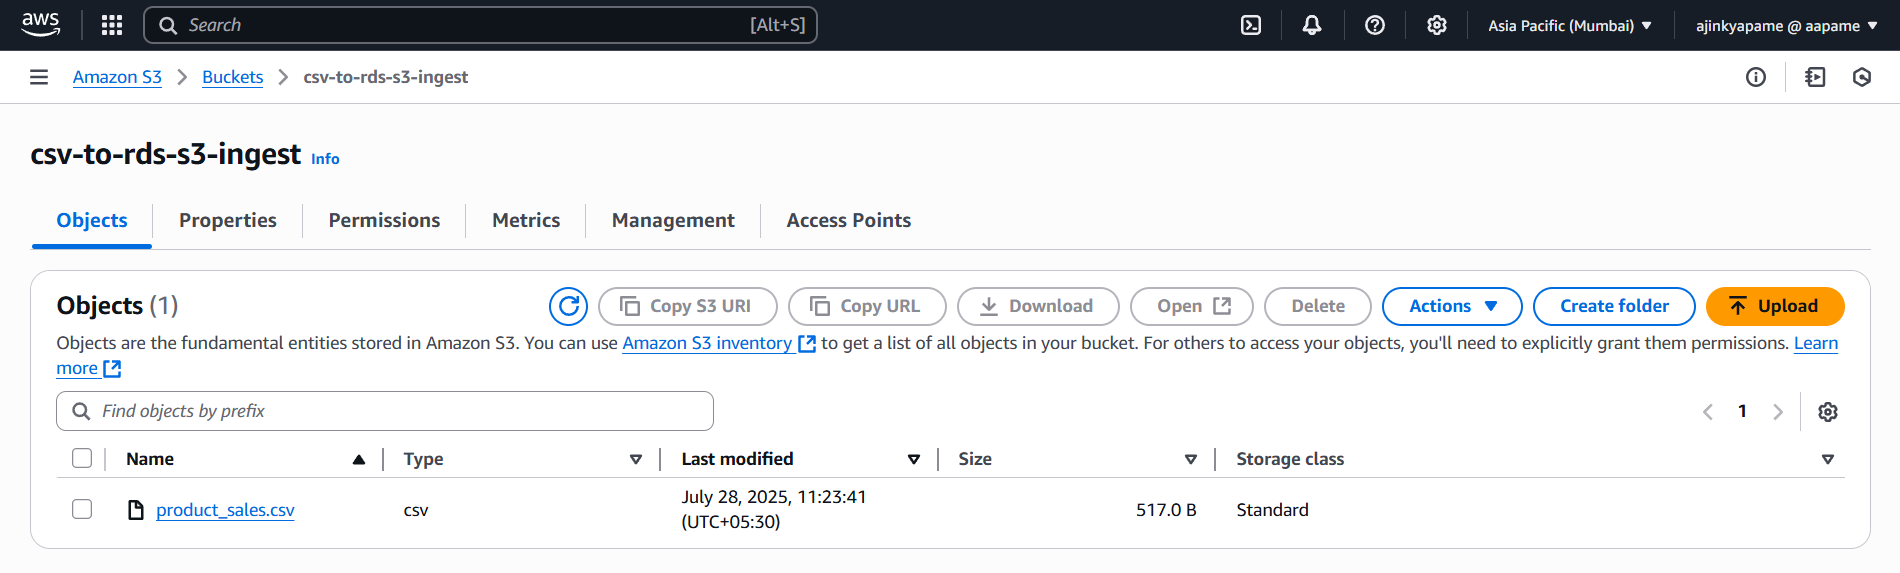 aws
Search [Alt+S] Asia Pacific (Mumbai) ajinkyapame @ aapame
Amazon S3 Buckets csv-to-rds-s3-ingest
csv-to-rds-s3-ingest Info
Objects Properties Permissions Metrics Management Access Points
Objects (1) Copy S3 URI Copy URL Download Open Delete Actions Create folder Upload
Objects are the fundamental entities stored in Amazon S3. You can use Amazon S3 inventory to get a list of all objects in your bucket. For others to access your objects, you'll need to explicitly grant them permissions. Learn
more
Find objects by prefix 1
Name Type Last modified Size Storage class
product_sales.csv csv July 28, 2025, 11:23:41 517.0 B Standard
(UTC+05:30)